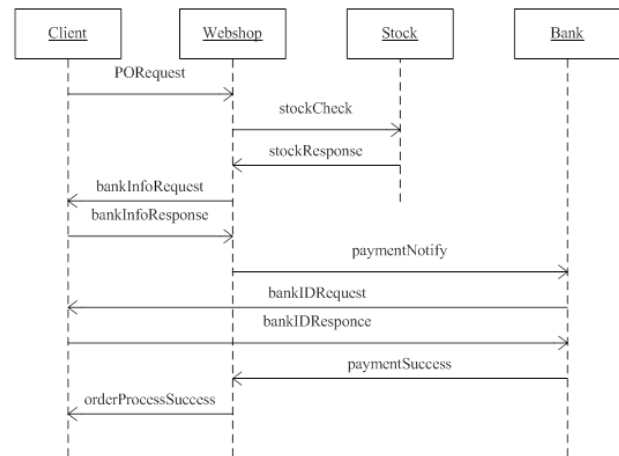 Client
Webshop
Stock
Bank
PORequest
stockCheck
stockResponse
bankInfoRequest
bankInfoResponse
paymentNotify
bankIDRequest
bankIDResponce
paymentSuccess
orderProcessSuccess